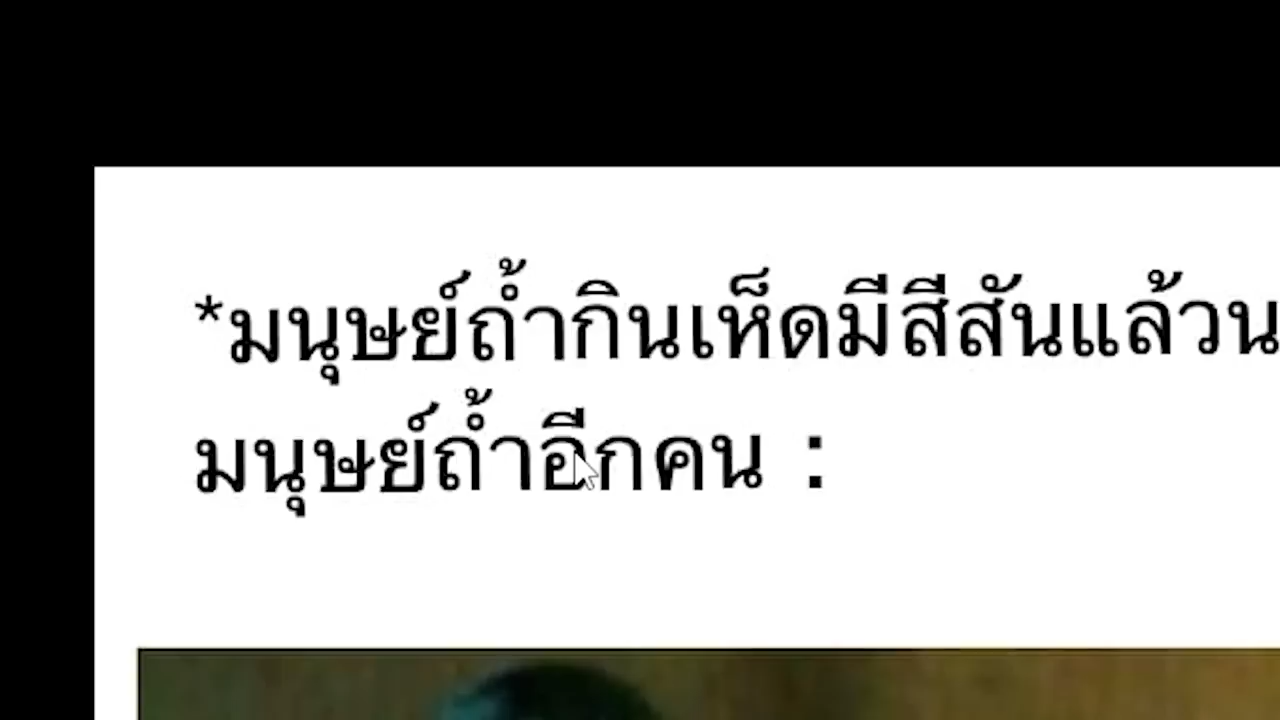 *มนุษย์ถ้ำกินเห็ดมีสีสันแล้วน
มนุษย์ถ้ำอีกคน :